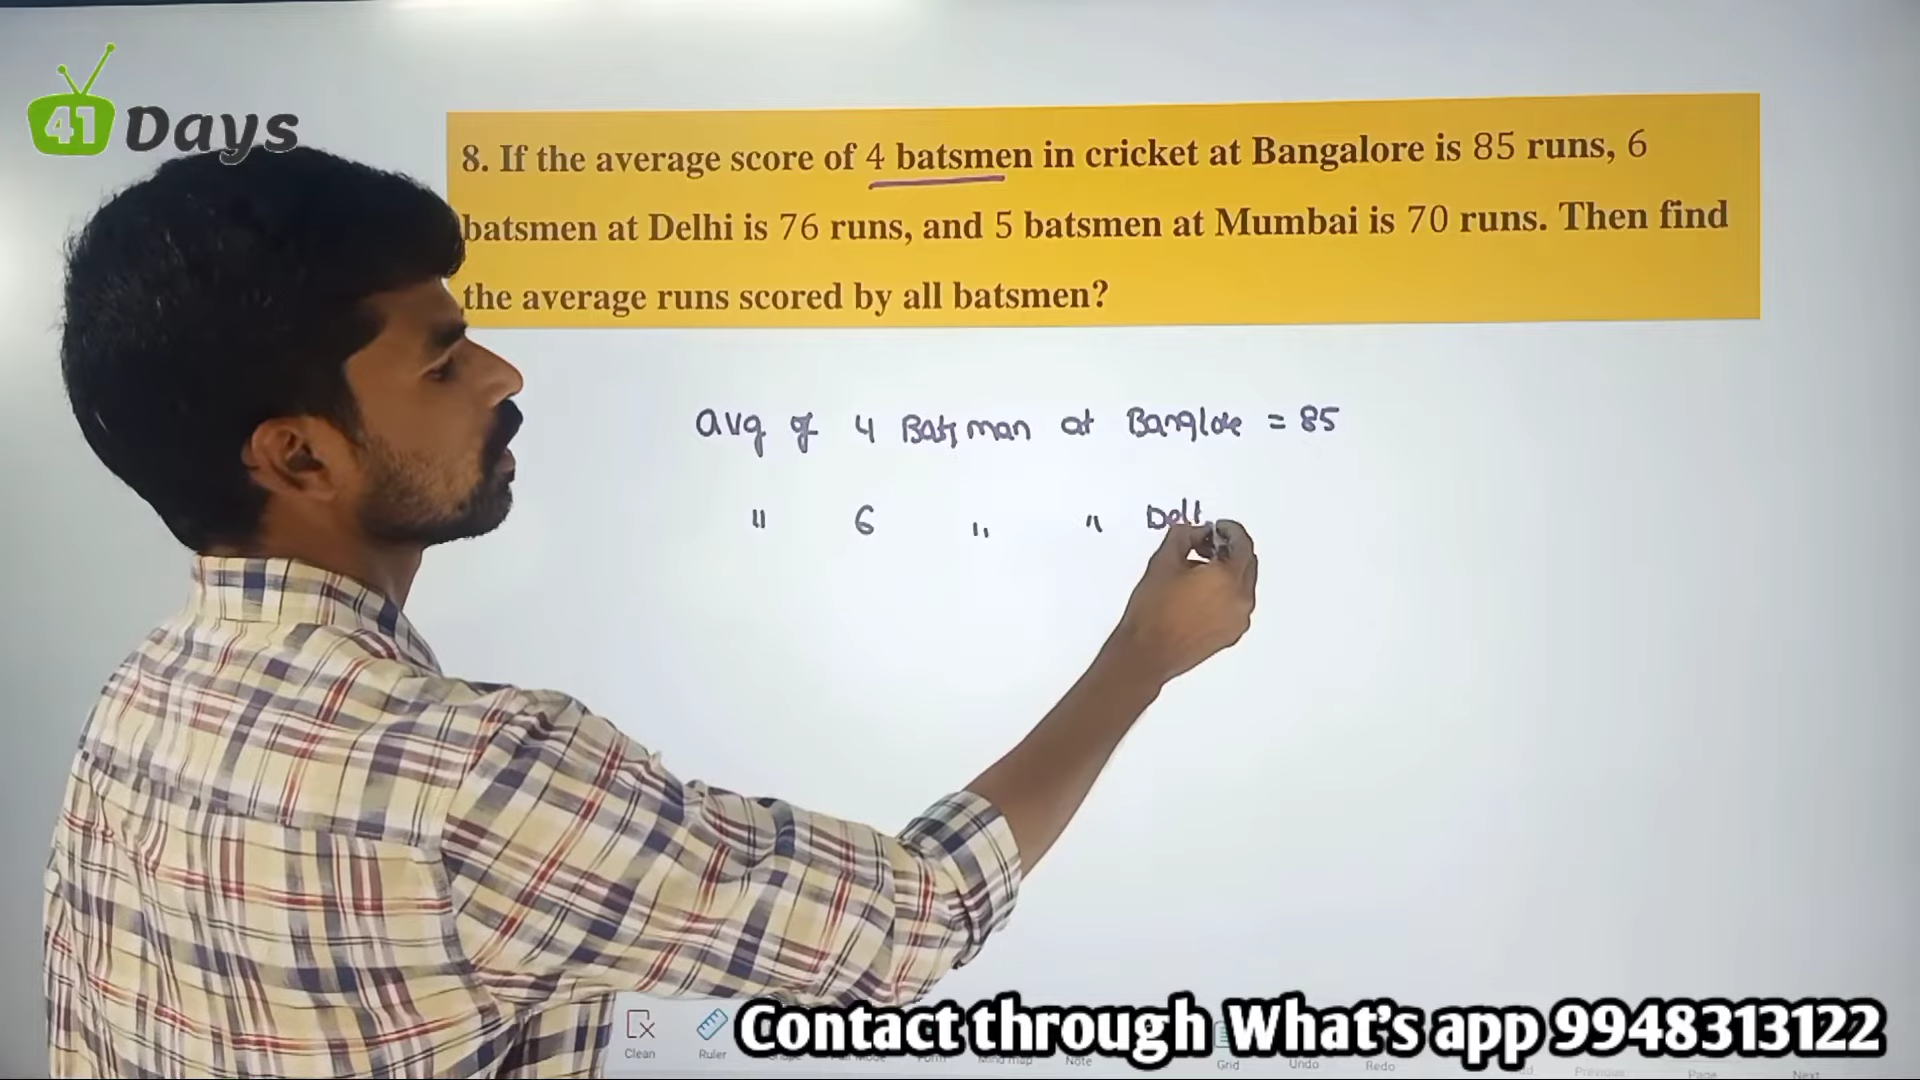 41 Days
8. If the average score of 4 batsmen in cricket at Bangalore is 85 runs, 6
batsmen at Delhi is 76 runs, and 5 batsmen at Mumbai is 70 runs. Then find
the average runs scored by all batsmen?
avg of 4 Batsman at Banglore = 85
" 6 " " Delh
Contact through What's app 9948313122
Clean Ruler Note Grid Undo Redo
Next